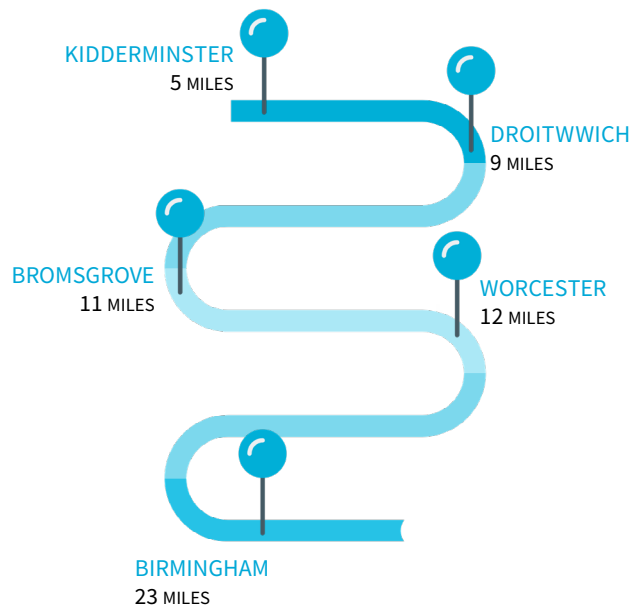 KIDDERMINSTER
5 MILES
DROITWWICH
9 MILES
BROMSGROVE
11 MILES
WORCESTER
12 MILES
BIRMINGHAM
23 MILES